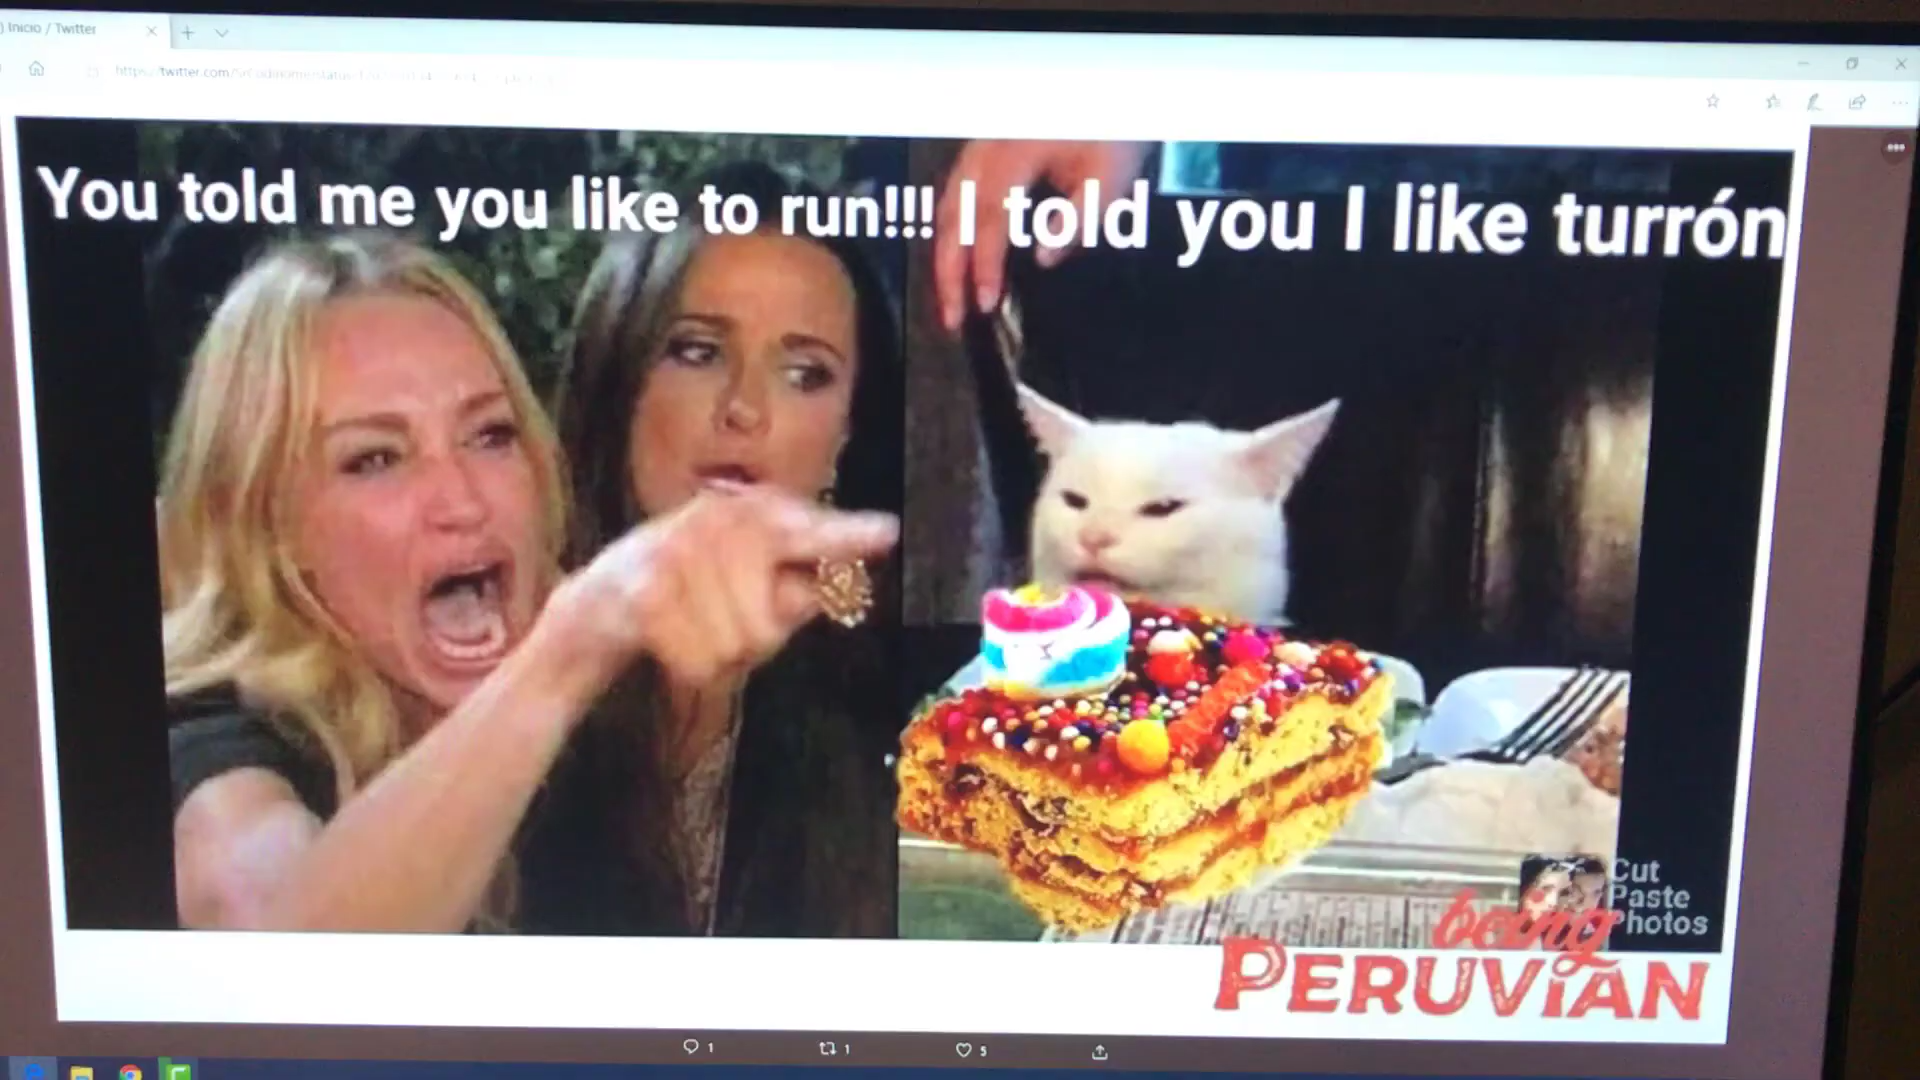 Inicio / Twitter
You told me you like to run!!! I told you I like turrón
Cut
Paste
Photos
being
PERUVIAN
1
1
5